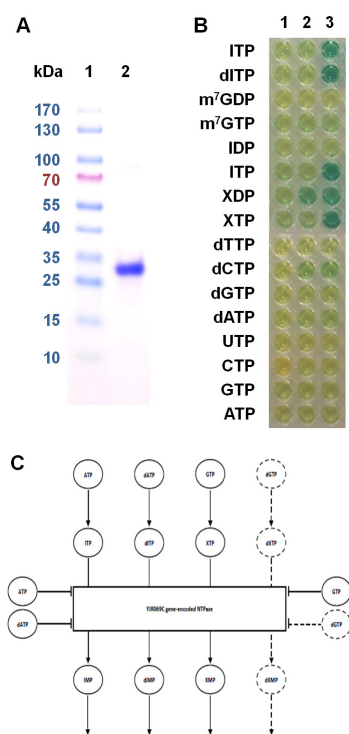 A
B
kDa
1
2
170
130
100
70
55
40
35
25
15
10
1
2
3
ITP
dITP
m⁷GDP
m⁷GTP
IDP
ITP
XDP
XTP
dTTP
dCTP
dGTP
dATP
UTP
CTP
GTP
ATP
C
ATP
dATP
GTP
dGTP
ITP
dITP
XTP
dXTP
ATP
YJR069C gene-encoded NTPase
GTP
dATP
dGTP
IMP
dIMP
XMP
dXMP